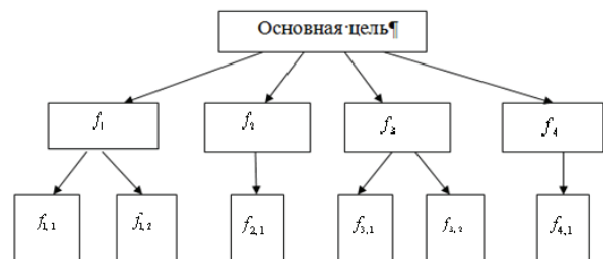 Основная·цель¶
f₁ f₂ f₃ f₄
f₁,₁ f₁,₂ f₂,₁ f₃,₁ f₃,₂ f₄,₁